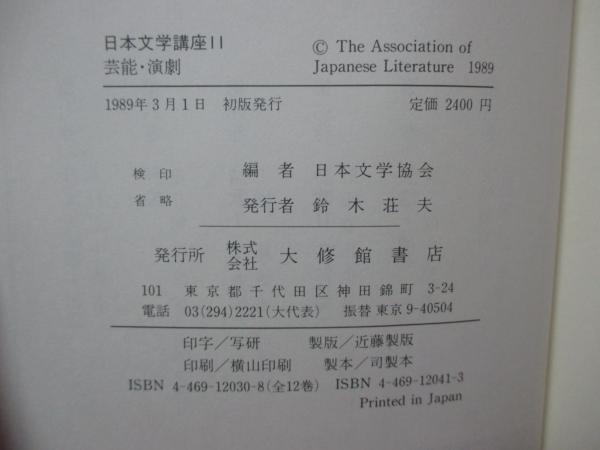 日本文学講座11
芸能・演劇
© The Association of
Japanese Literature 1989
1989年3月1日 初版発行 定価 2400 円
検印
省略
編者 日本文学協会
発行者 鈴木荘夫
発行所 株式会社 大修館書店
101 東京都千代田区神田錦町 3-24
電話 03(294)2221(大代表) 振替 東京 9-40504
印字/写研 製版/近藤製版
印刷/横山印刷 製本/司製本
ISBN 4-469-12030-8(全12巻) ISBN 4-469-12041-3
Printed in Japan